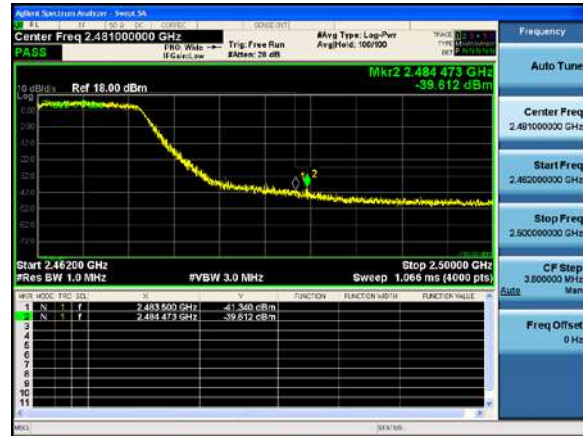 Agilent Spectrum Analyzer - Swept SA
Center Freq 2.481000000 GHz
PASS
PNO: Wide
IFGain:Low
Trig: Free Run
#Atten: 28 dB
#Avg Type: Log-Pwr
Avg|Hold: 100/100
TRACE
TYPE
DET
Mkr2 2.484 473 GHz
-39.612 dBm
10 dB/div
Log
Ref 18.00 dBm
1
2
Start 2.46200 GHz
Stop 2.50000 GHz
#Res BW 1.0 MHz
#VBW 3.0 MHz
Sweep 1.066 ms (4000 pts)
MKR MODE TRC SCL X Y FUNCTION FUNCTION WIDTH FUNCTION VALUE
1 N 1 f 2.483 500 GHz -41.340 dBm
2 N 1 f 2.484 473 GHz -39.612 dBm
3
4
5
6
7
8
9
10
11
MSG
STATUS
Frequency
Auto Tune
Center Freq
2.481000000 GHz
Start Freq
2.462000000 GHz
Stop Freq
2.500000000 GHz
CF Step
3.800000 MHz
Auto Man
Freq Offset
0 Hz